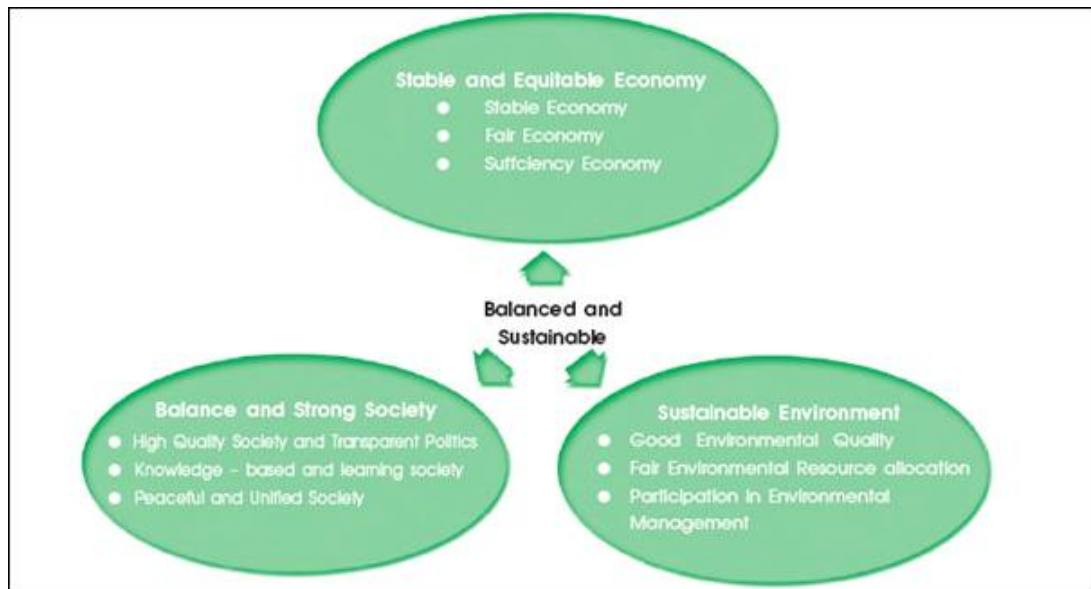 Stable and Equitable Economy
● Stable Economy
● Fair Economy
● Suffciency Economy
Balanced and
Sustainable
Balance and Strong Society
● High Quality Society and Transparent Politics
● Knowledge - based and learning society
● Peaceful and Unified Society
Sustainable Environment
● Good Environmental Quality
● Fair Environmental Resource allocation
● Participation in Environmental
Management